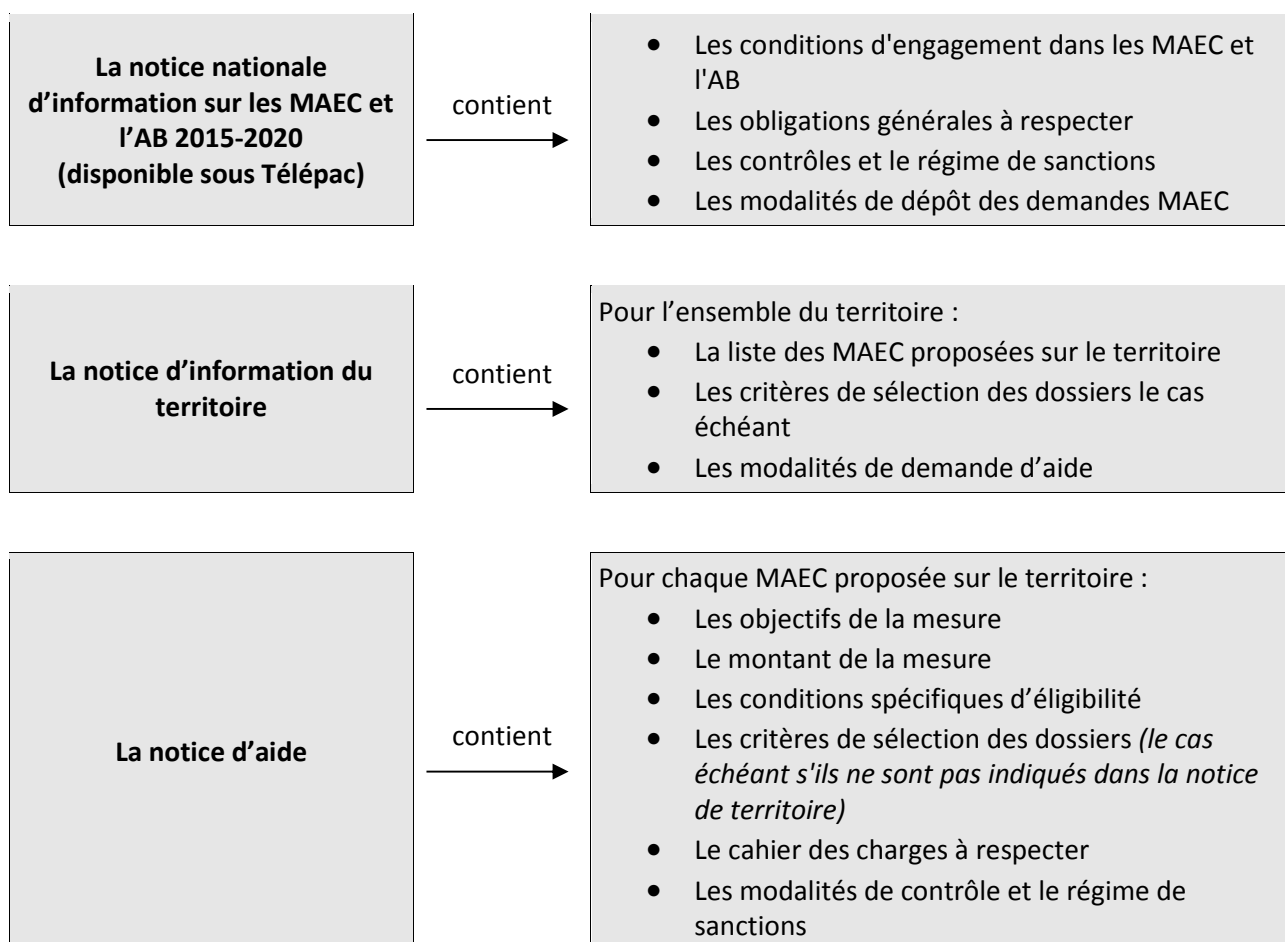 La notice nationale
d’information sur les MAEC et
l’AB 2015-2020
(disponible sous Télépac)
contient
• Les conditions d'engagement dans les MAEC et
l'AB
• Les obligations générales à respecter
• Les contrôles et le régime de sanctions
• Les modalités de dépôt des demandes MAEC
La notice d’information du
territoire
contient
Pour l’ensemble du territoire :
• La liste des MAEC proposées sur le territoire
• Les critères de sélection des dossiers le cas
échéant
• Les modalités de demande d’aide
La notice d’aide
contient
Pour chaque MAEC proposée sur le territoire :
• Les objectifs de la mesure
• Le montant de la mesure
• Les conditions spécifiques d’éligibilité
• Les critères de sélection des dossiers (le cas
échéant s'ils ne sont pas indiqués dans la notice
de territoire)
• Le cahier des charges à respecter
• Les modalités de contrôle et le régime de
sanctions